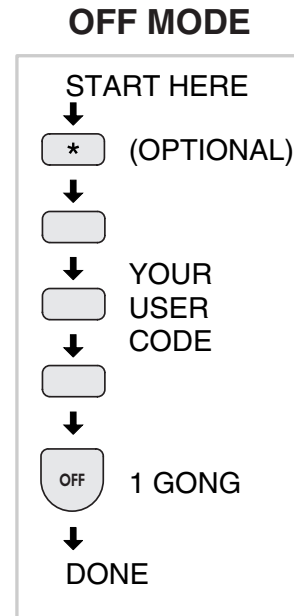 OFF MODE
START HERE
* (OPTIONAL)
YOUR
USER
CODE
OFF 1 GONG
DONE